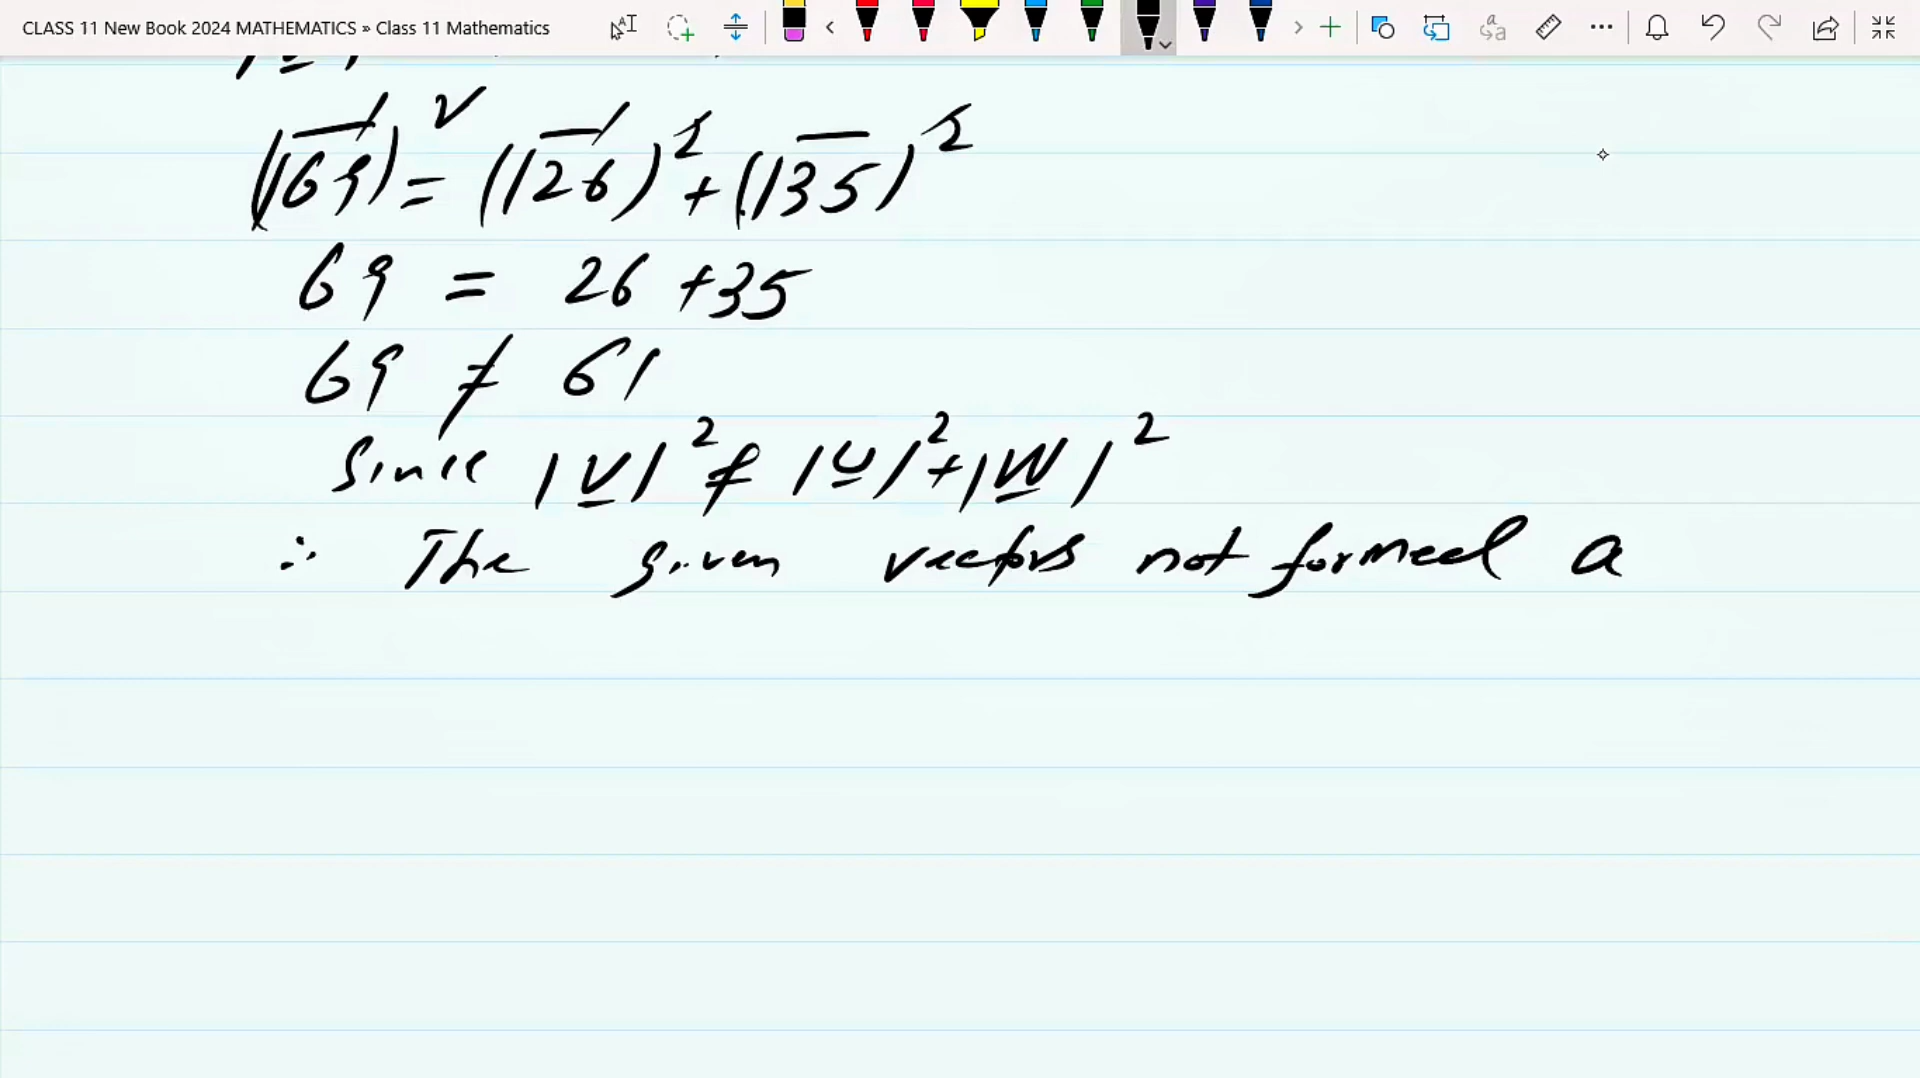 CLASS 11 New Book 2024 MATHEMATICS » Class 11 Mathematics
(√69)² = (√26)² + (√35)²
69 = 26 + 35
69 ≠ 61
Since |V|² ≠ |U|² + |W|²
∴ The given vectors not formed a